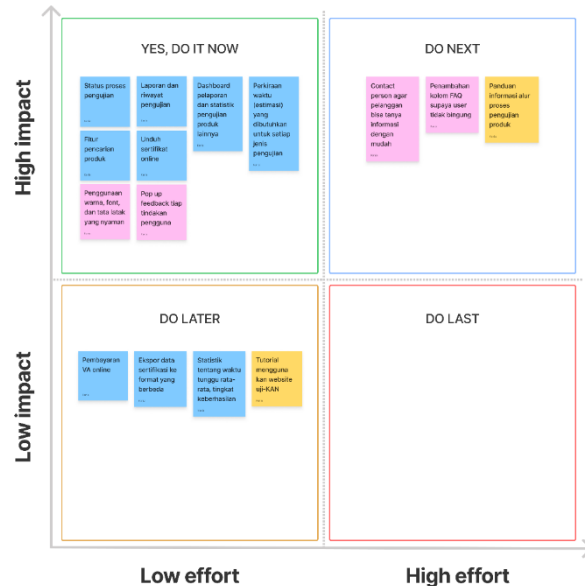 High impact
YES, DO IT NOW
Status proses
pengujian
Laporan dan
riwayat
pengujian
Dashboard
pelaporan
dan statistik
pengujian
produk
lainnya
Perkiraan
waktu
(estimasi)
yang
dibutuhkan
untuk setiap
jenis
pengujian
Fitur
pencarian
produk
Unduh
sertifikat
online
Penggunaan
warna, font,
dan tata letak
yang nyaman
Pop up
feedback tiap
tindakan
pengguna
DO NEXT
Contact
person agar
pelanggan
bisa tanya
informasi
dengan
mudah
Penambahan
kolom FAQ
supaya user
tidak bingung
Panduan
informasi alur
proses
pengujian
produk
Low impact
DO LATER
Pembayaran
VA online
Ekspor data
sertifikasi ke
format yang
berbeda
Statistik
tentang waktu
tunggu rata-
rata, tingkat
keberhasilan
Tutorial
mengguna
kan website
uji-KAN
DO LAST
Low effort
High effort